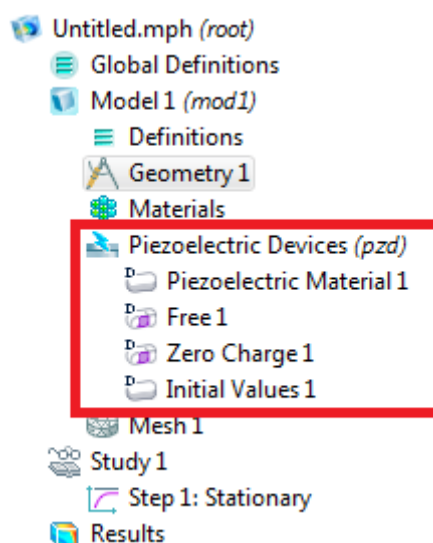 Untitled.mph (root)
Global Definitions
Model 1 (mod1)
Definitions
Geometry 1
Materials
Piezoelectric Devices (pzd)
D Piezoelectric Material 1
D Free 1
D Zero Charge 1
D Initial Values 1
Mesh 1
Study 1
Step 1: Stationary
Results